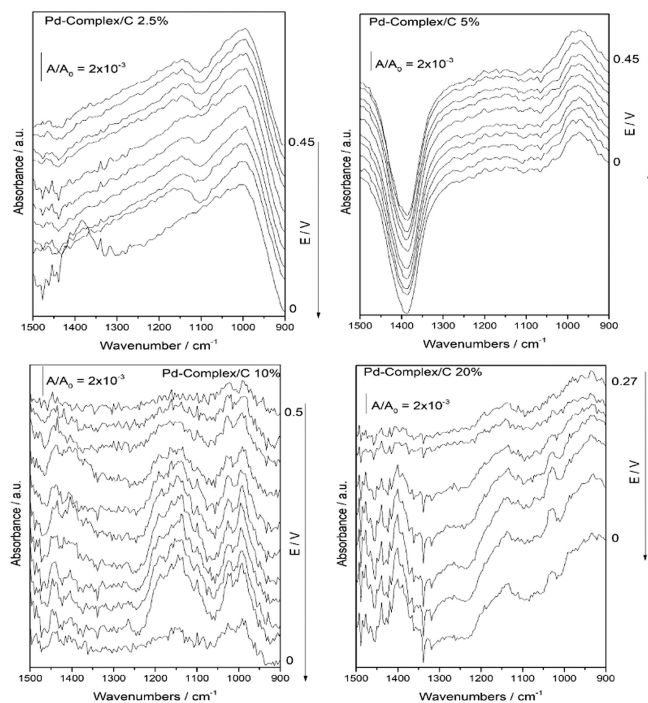 Pd-Complex/C 2.5%
A/A₀ = 2x10⁻³
0.45
Absorbance / a.u.
E / V
0
1500 1400 1300 1200 1100 1000 900
Wavenumber / cm⁻¹
Pd-Complex/C 5%
A/A₀ = 2x10⁻³
0.45
Absorbance / a.u.
E / V
0
1500 1400 1300 1200 1100 1000 900
Wavenumber / cm⁻¹
Pd-Complex/C 10%
A/A₀ = 2x10⁻³
0.5
Absorbance / a.u.
E / V
0
1500 1400 1300 1200 1100 1000 900
Wavenumbers / cm⁻¹
Pd-Complex/C 20%
A/A₀ = 2x10⁻³
0.27
Absorbance / a.u.
E / V
0
1500 1400 1300 1200 1100 1000 900
Wavenumbers / cm⁻¹